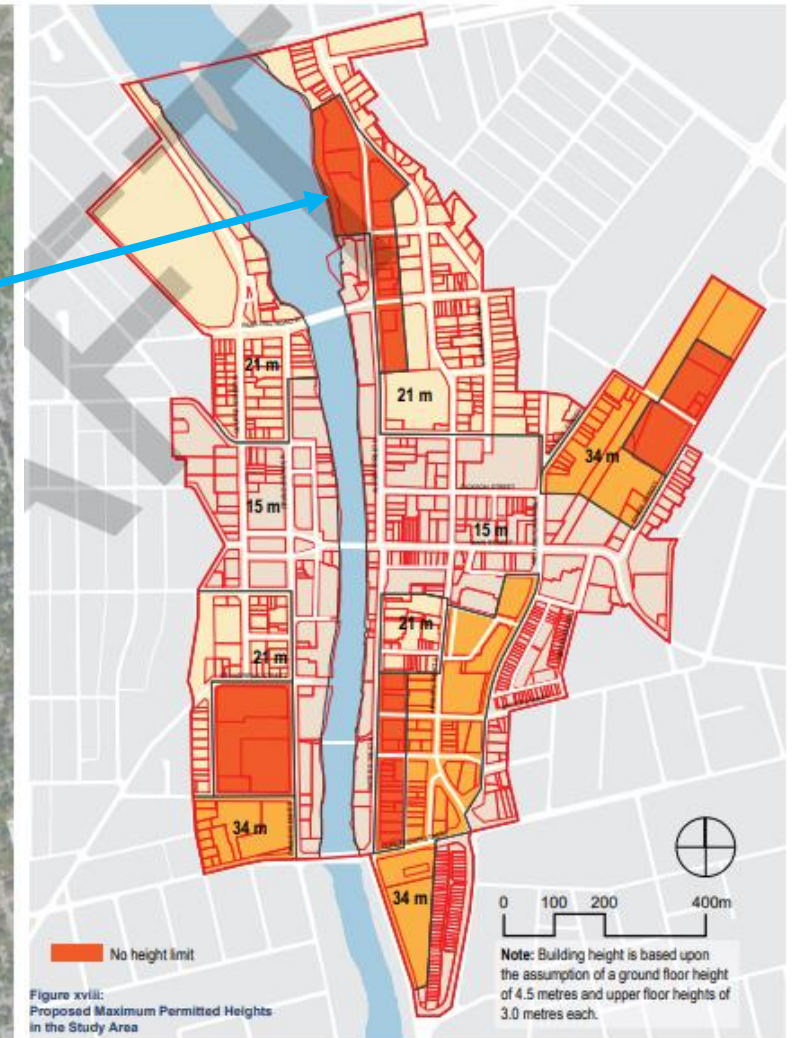 21 m
21 m
34 m
15 m
JACKSON STREET
15 m
21 m
21 m
34 m
34 m
0 100 200 400m
No height limit
Note: Building height is based upon
the assumption of a ground floor height
of 4.5 metres and upper floor heights of
3.0 metres each.
Figure xviii:
Proposed Maximum Permitted Heights
in the Study Area